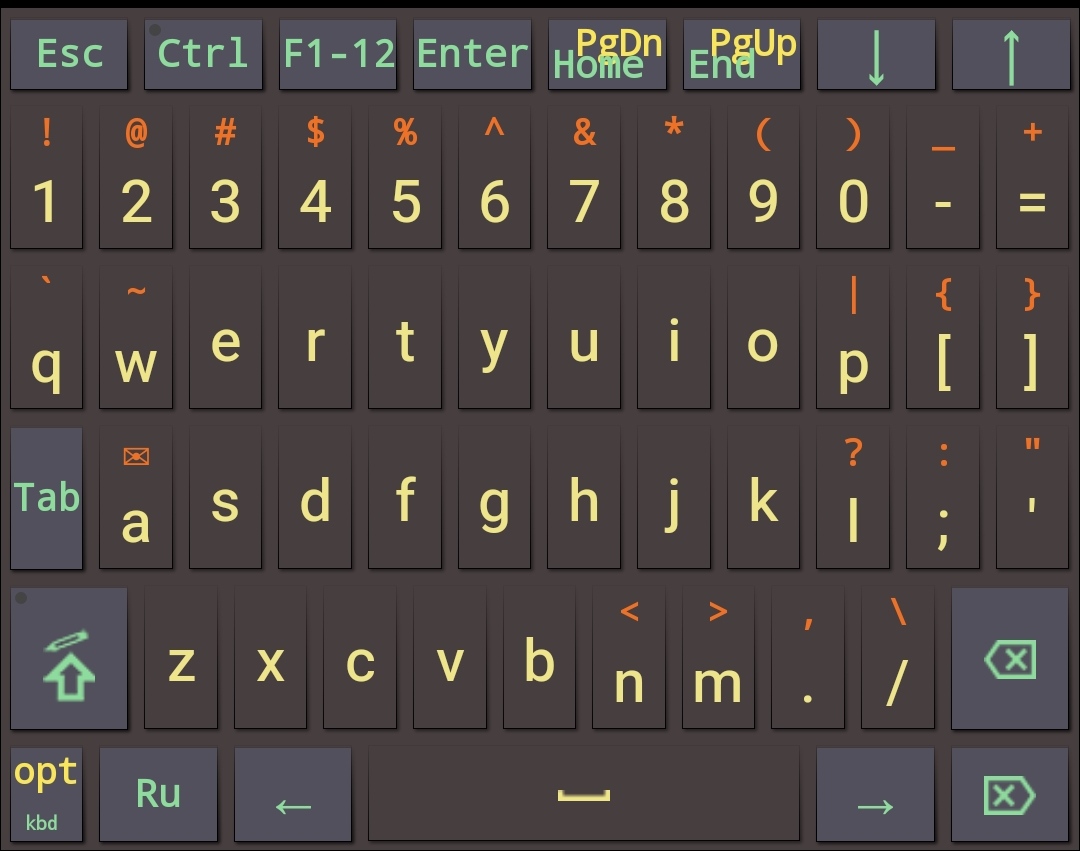 Esc Ctrl F1-12 Enter PgDn Home PgUp End ↓ ↑
! @ # $ % ^ & * ( ) _ +
1 2 3 4 5 6 7 8 9 0 - =
` ~ | { }
q w e r t y u i o p [ ]
✉ ? : "
Tab a s d f g h j k l ; '
< > , \
z x c v b n m . /
opt
kbd Ru ← →